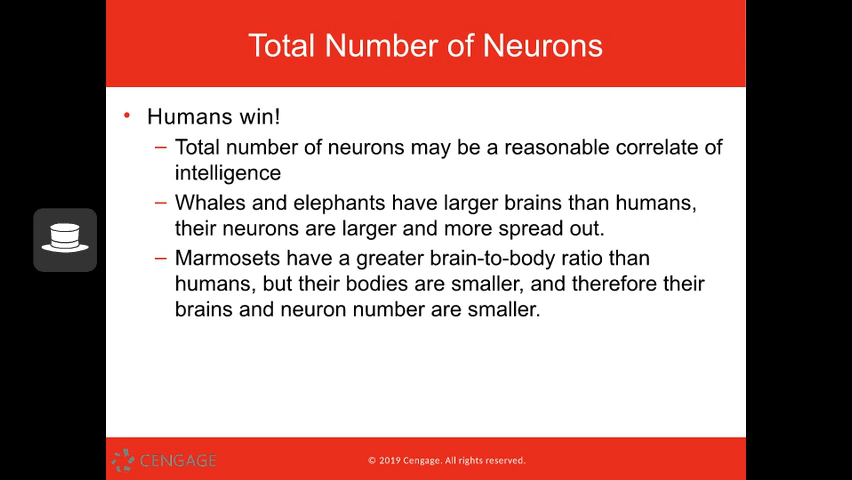 Total Number of Neurons
• Humans win!
– Total number of neurons may be a reasonable correlate of
intelligence
– Whales and elephants have larger brains than humans,
their neurons are larger and more spread out.
– Marmosets have a greater brain-to-body ratio than
humans, but their bodies are smaller, and therefore their
brains and neuron number are smaller.
CENGAGE
© 2019 Cengage. All rights reserved.